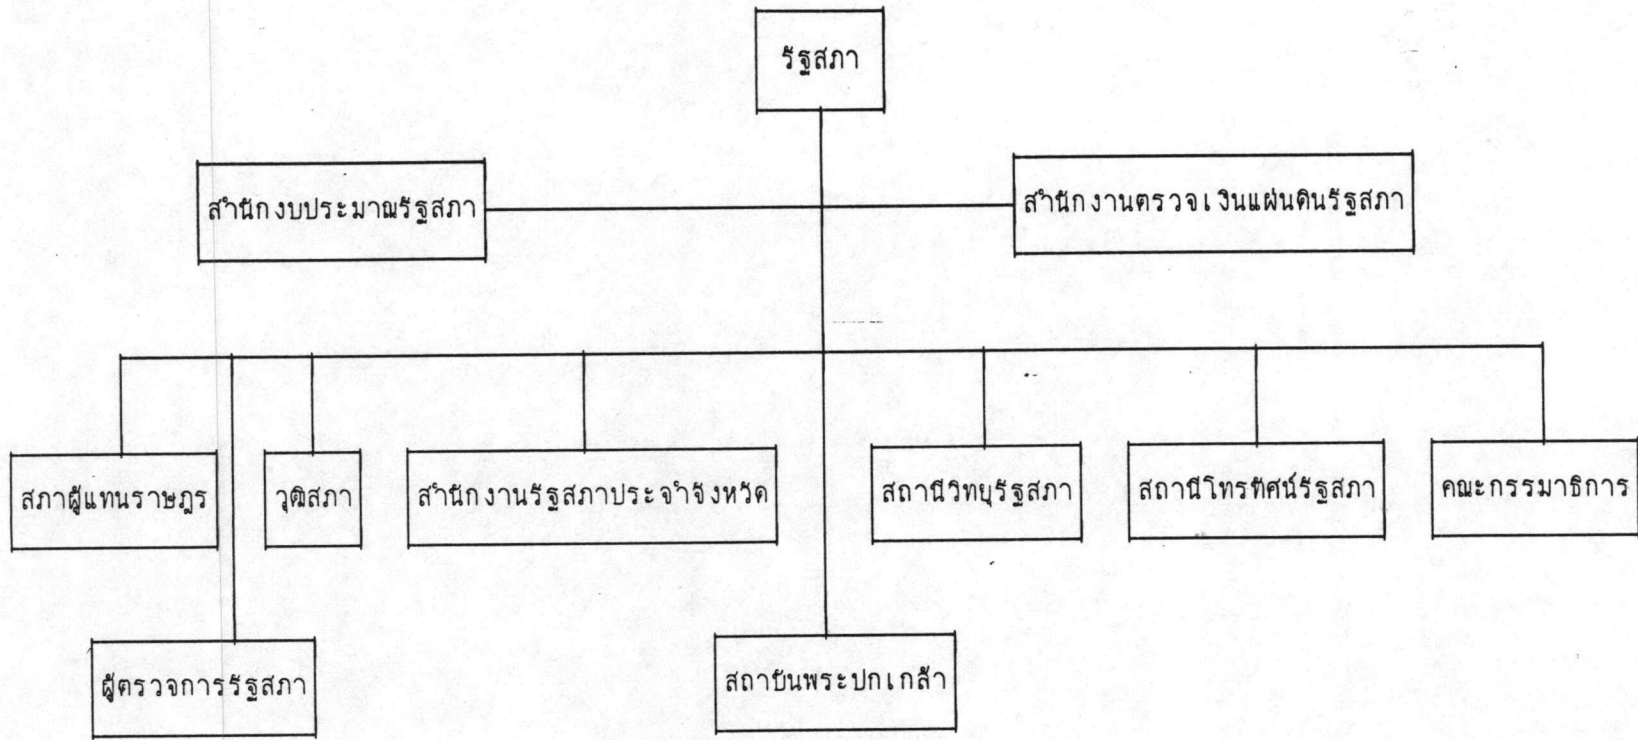 รัฐสภา
สำนักงบประมาณรัฐสภา
สำนักงานตรวจเงินแผ่นดินรัฐสภา
สภาผู้แทนราษฎร
วุฒิสภา
สำนักงานรัฐสภาประจำจังหวัด
สถานีวิทยุรัฐสภา
สถานีโทรทัศน์รัฐสภา
คณะกรรมาธิการ
ผู้ตรวจการรัฐสภา
สถาบันพระปกเกล้า